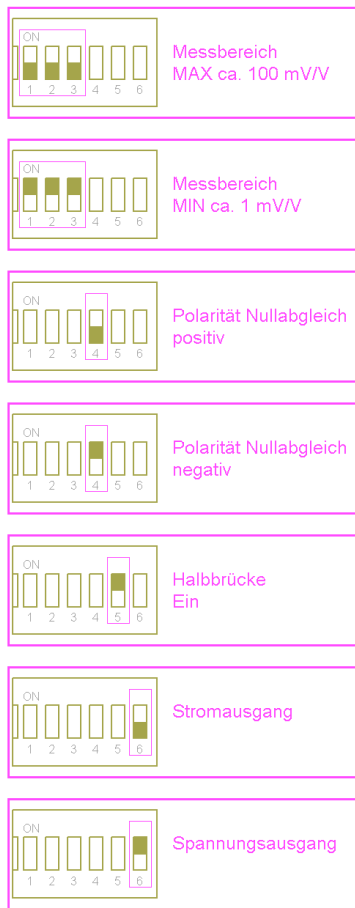 ON
1 2 3 4 5 6
Messbereich
MAX ca. 100 mV/V
ON
1 2 3 4 5 6
Messbereich
MIN ca. 1 mV/V
ON
1 2 3 4 5 6
Polarität Nullabgleich
positiv
ON
1 2 3 4 5 6
Polarität Nullabgleich
negativ
ON
1 2 3 4 5 6
Halbbrücke
Ein
ON
1 2 3 4 5 6
Stromausgang
ON
1 2 3 4 5 6
Spannungsausgang